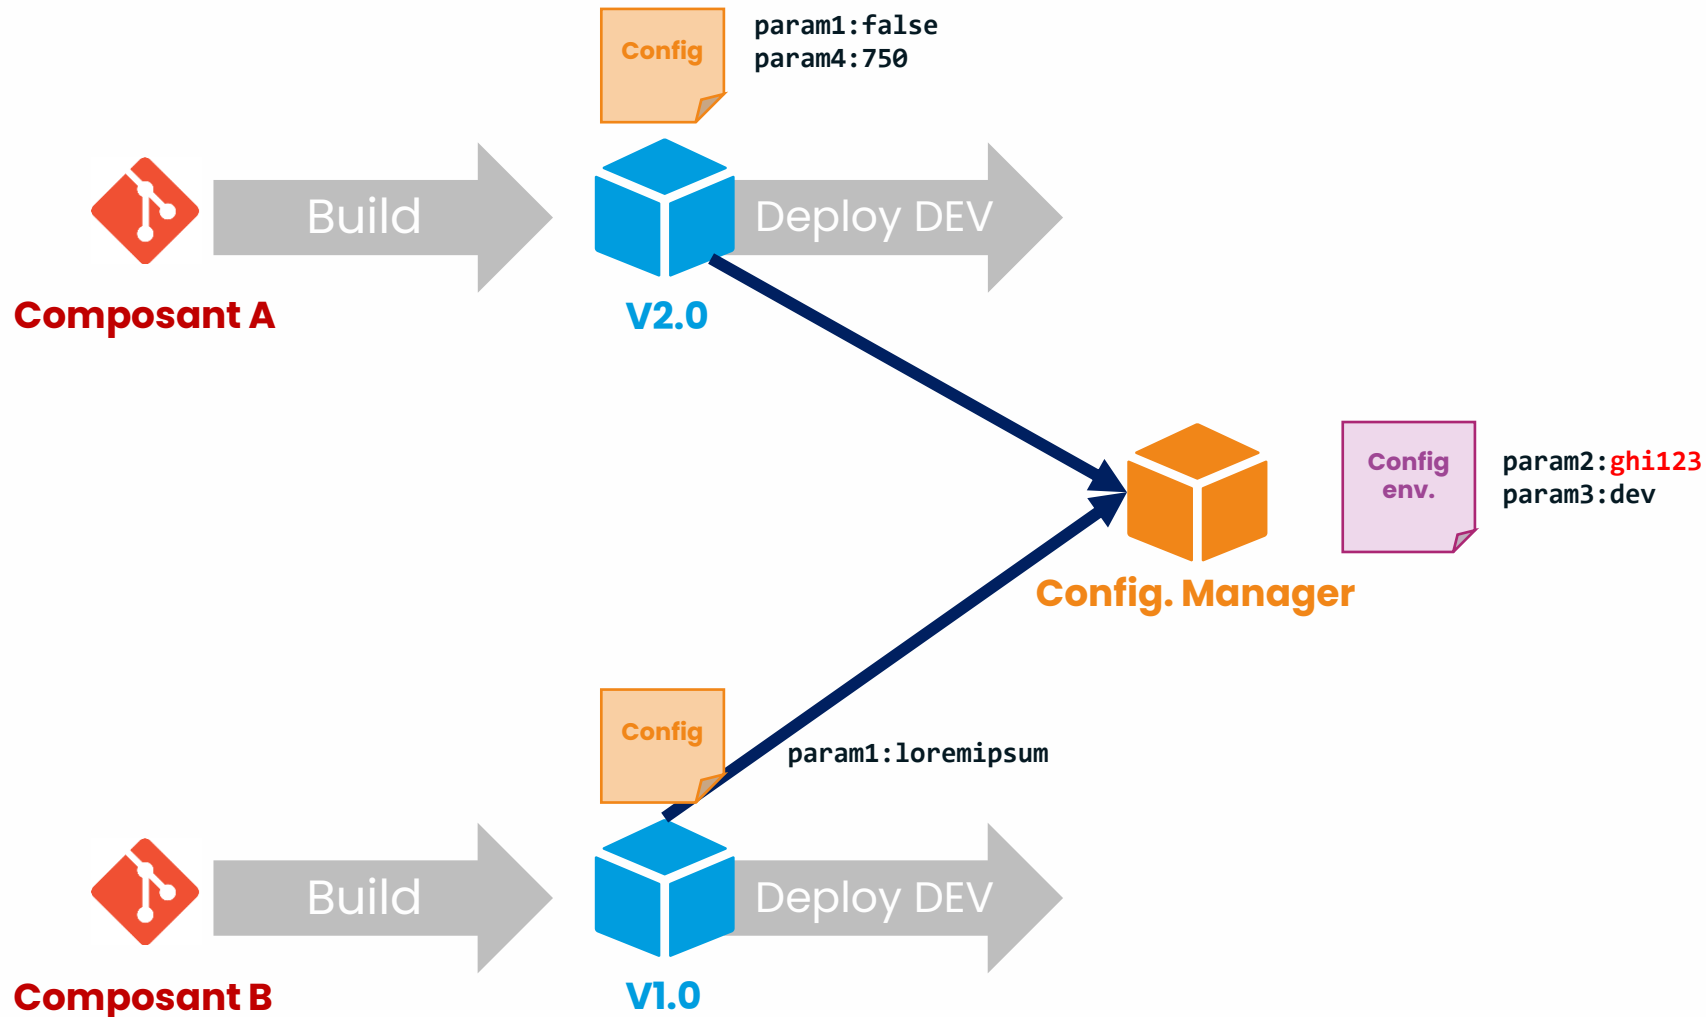 Config
param1:false
param4:750
Build
Deploy DEV
Composant A
V2.0
Config
env.
param2:ghi123
param3:dev
Config. Manager
Config
param1:loremipsum
Build
Deploy DEV
Composant B
V1.0